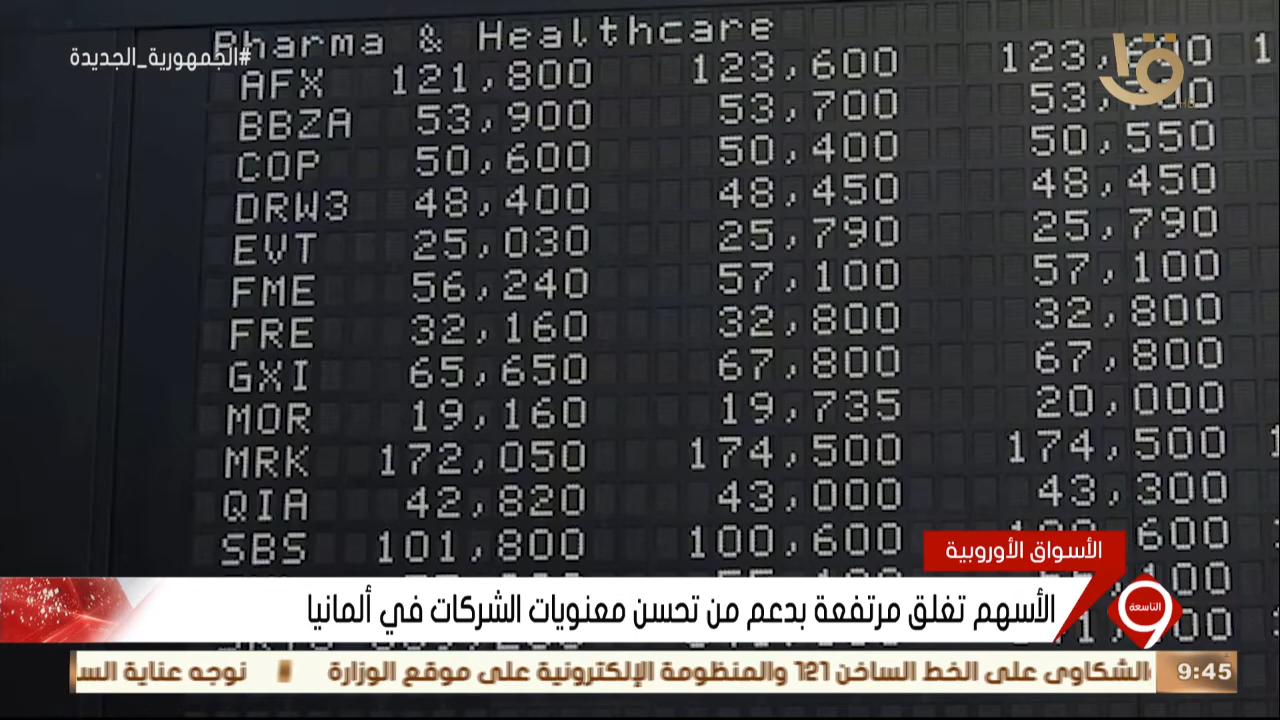 Pharma & Healthcare
#الجمهورية_الجديدة
AFX 121,800 123,600
BBZA 53,900 53,700
COP 50,600 50,400 50,550
DRW3 48,400 48,450 48,450
EVT 25,030 25,790 25,790
FME 56,240 57,100 57,100
FRE 32,160 32,800 32,800
GXI 65,650 67,800 67,800
MOR 19,160 19,735 20,000
MRK 172,050 174,500 174,500
QIA 42,820 43,000 43,300
SBS 101,800 100,600
الأسواق الأوروبية
الأسهم تغلق مرتفعة بدعم من تحسن معنويات الشركات في ألمانيا
التاسعة
9
الشكاوى على الخط الساخن 121 والمنظومة الإلكترونية على موقع الوزارة نوجه عناية
9:45